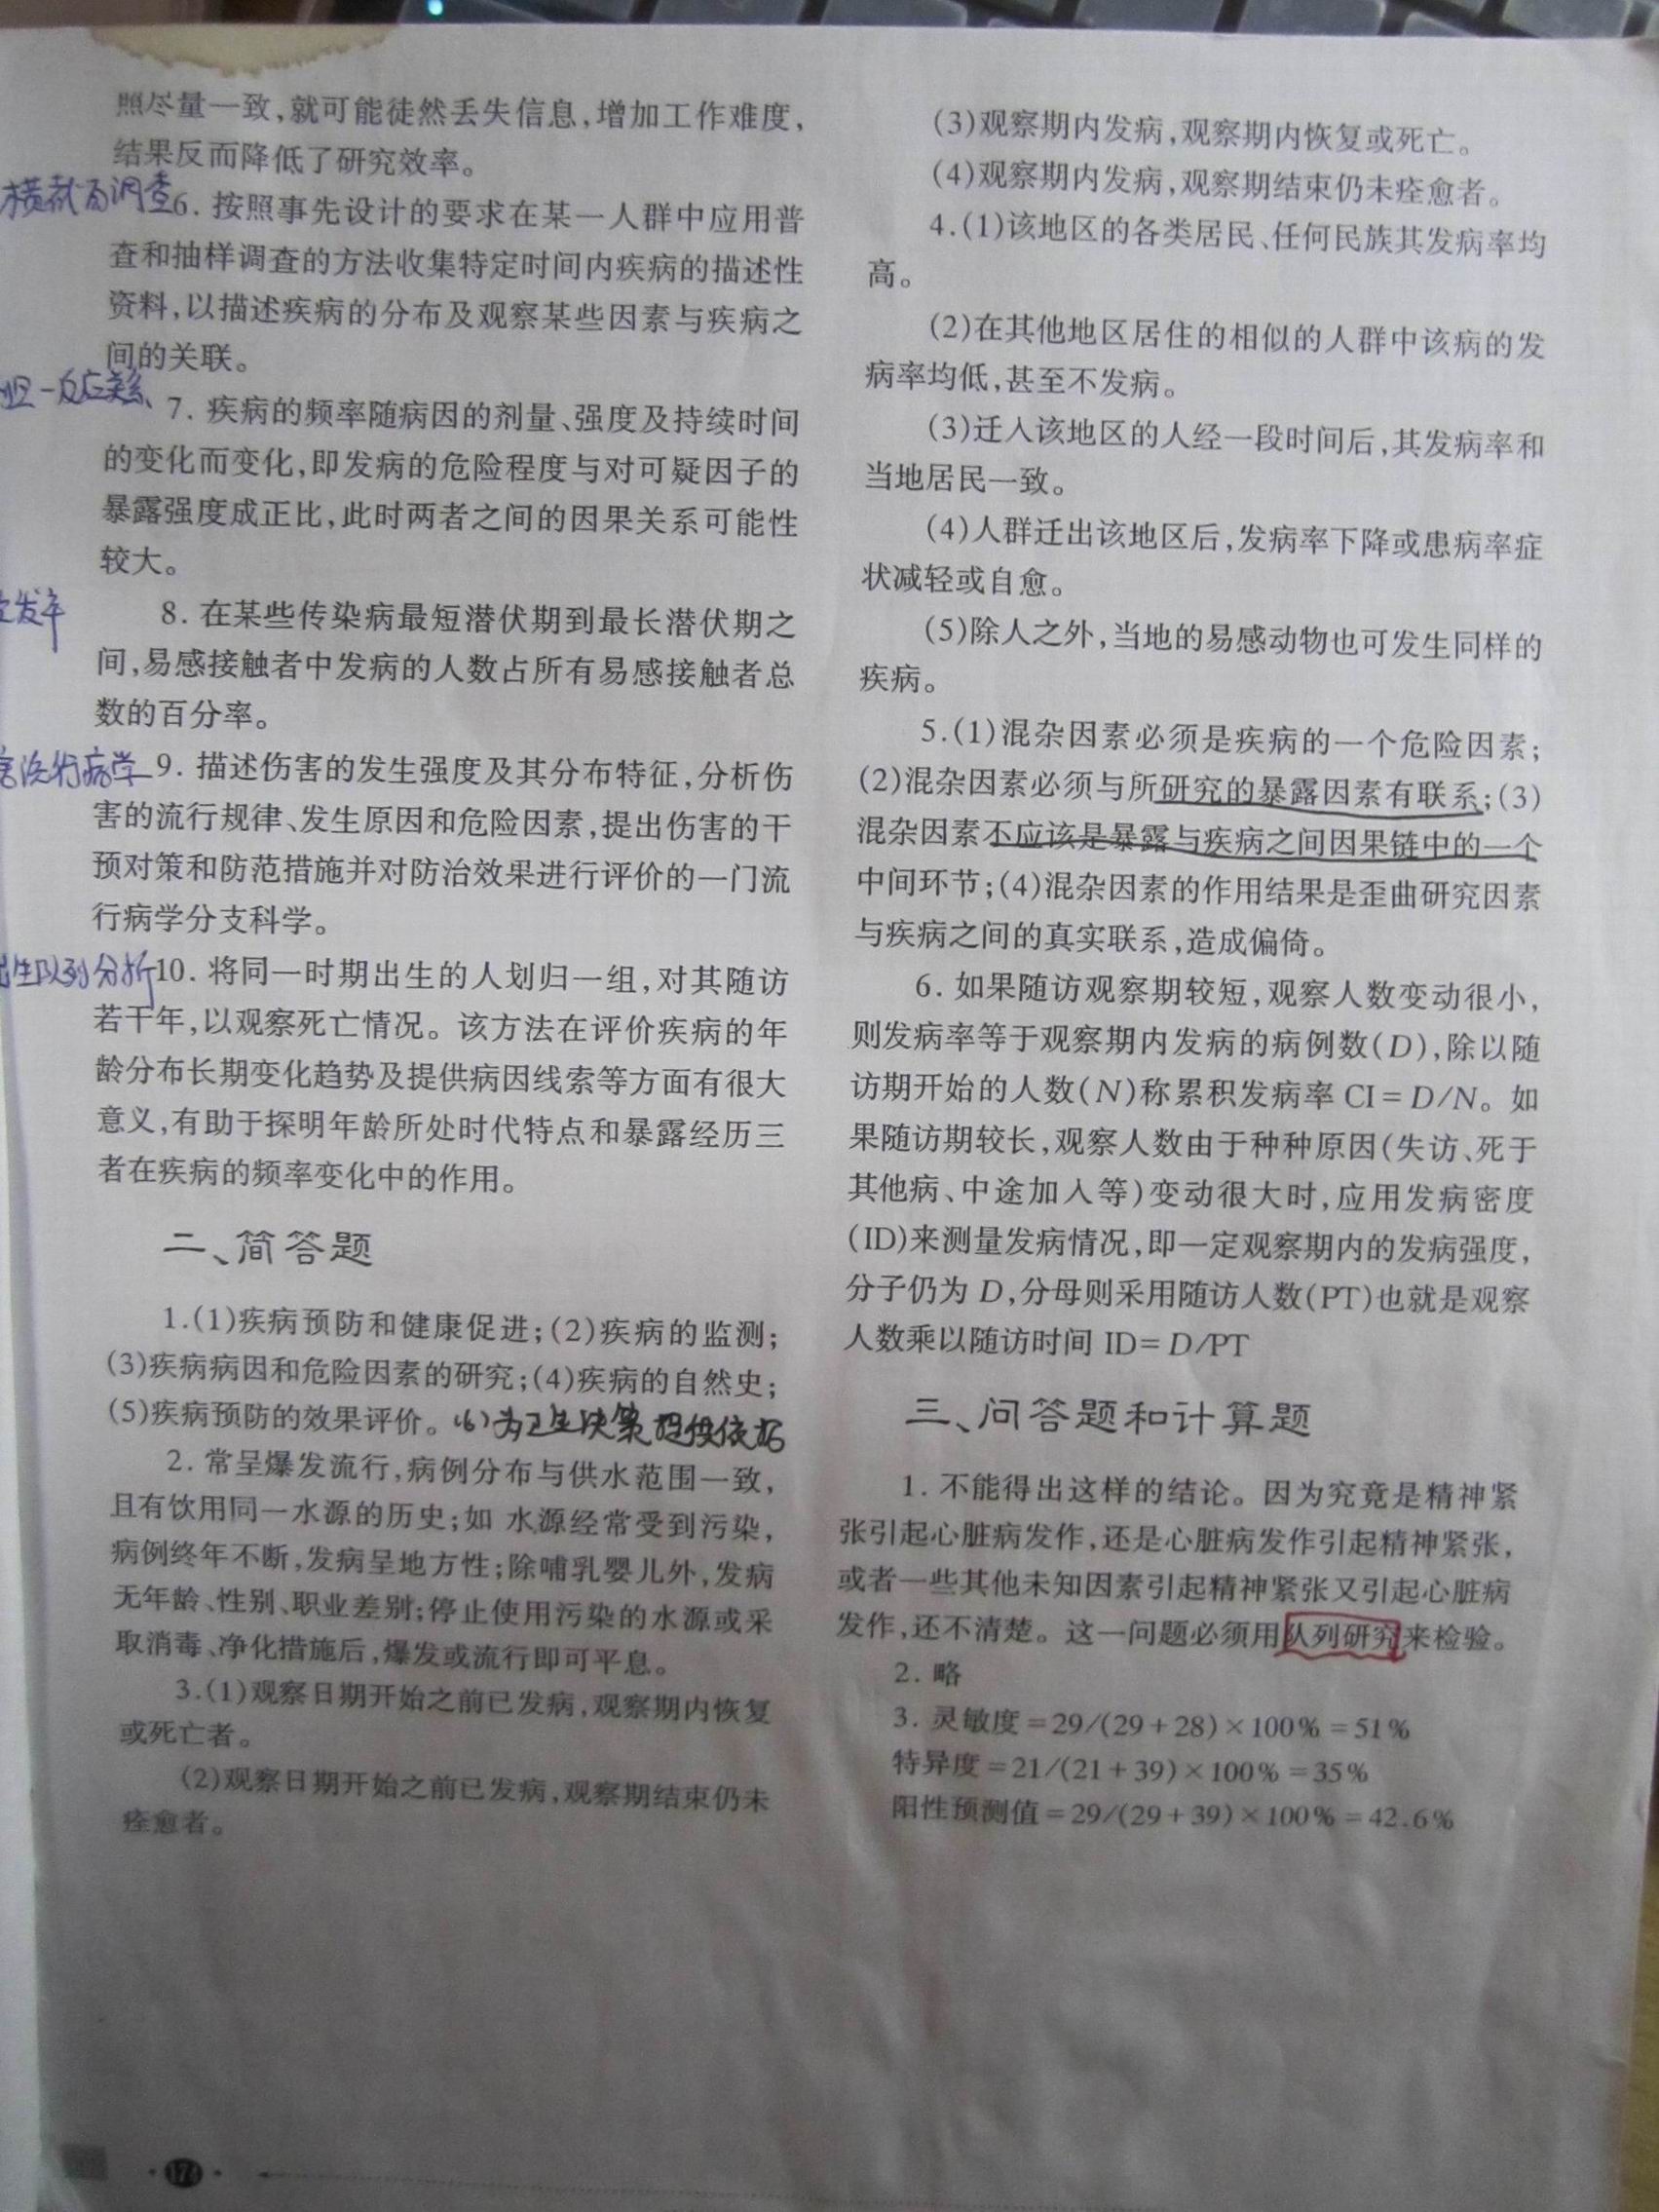 照尽量一致,就可能徒然丢失信息,增加工作难度,
结果反而降低了研究效率。
横截面调查
6. 按照事先设计的要求在某一人群中应用普
查和抽样调查的方法收集特定时间内疾病的描述性
资料,以描述疾病的分布及观察某些因素与疾病之
间的关联。
一反应关系
7. 疾病的频率随病因的剂量、强度及持续时间
的变化而变化,即发病的危险程度与对可疑因子的
暴露强度成正比,此时两者之间的因果关系可能性
较大。
发率
8. 在某些传染病最短潜伏期到最长潜伏期之
间,易感接触者中发病的人数占所有易感接触者总
数的百分率。
害流行病学
9. 描述伤害的发生强度及其分布特征,分析伤
害的流行规律、发生原因和危险因素,提出伤害的干
预对策和防范措施并对防治效果进行评价的一门流
行病学分支科学。
出生队列分析
10. 将同一时期出生的人划归一组,对其随访
若干年,以观察死亡情况。该方法在评价疾病的年
龄分布长期变化趋势及提供病因线索等方面有很大
意义,有助于探明年龄所处时代特点和暴露经历三
者在疾病的频率变化中的作用。
二、简答题
1.(1)疾病预防和健康促进;(2)疾病的监测;
(3)疾病病因和危险因素的研究;(4)疾病的自然史;
(5)疾病预防的效果评价。(6)为卫生决策提供依据
2. 常呈爆发流行,病例分布与供水范围一致,
且有饮用同一水源的历史;如 水源经常受到污染,
病例终年不断,发病呈地方性;除哺乳婴儿外,发病
无年龄、性别、职业差别;停止使用污染的水源或采
取消毒、净化措施后,爆发或流行即可平息。
3.(1)观察日期开始之前已发病,观察期内恢复
或死亡者。
(2)观察日期开始之前已发病,观察期结束仍未
痊愈者。
174
(3)观察期内发病,观察期内恢复或死亡。
(4)观察期内发病,观察期结束仍未痊愈者。
4.(1)该地区的各类居民、任何民族其发病率均
高。
(2)在其他地区居住的相似的人群中该病的发
病率均低,甚至不发病。
(3)迁入该地区的人经一段时间后,其发病率和
当地居民一致。
(4)人群迁出该地区后,发病率下降或患病率症
状减轻或自愈。
(5)除人之外,当地的易感动物也可发生同样的
疾病。
5.(1)混杂因素必须是疾病的一个危险因素;
(2)混杂因素必须与所研究的暴露因素有联系;(3)
混杂因素不应该是暴露与疾病之间因果链中的一个
中间环节;(4)混杂因素的作用结果是歪曲研究因素
与疾病之间的真实联系,造成偏倚。
6. 如果随访观察期较短,观察人数变动很小,
则发病率等于观察期内发病的病例数(D),除以随
访期开始的人数(N)称累积发病率 CI=D/N。如
果随访期较长,观察人数由于种种原因(失访、死于
其他病、中途加入等)变动很大时,应用发病密度
(ID)来测量发病情况,即一定观察期内的发病强度,
分子仍为 D,分母则采用随访人数(PT)也就是观察
人数乘以随访时间 ID=D/PT
三、问答题和计算题
1. 不能得出这样的结论。因为究竟是精神紧
张引起心脏病发作,还是心脏病发作引起精神紧张,
或者一些其他未知因素引起精神紧张又引起心脏病
发作,还不清楚。这一问题必须用队列研究来检验。
2. 略
3. 灵敏度=29/(29+28)×100%=51%
特异度=21/(21+39)×100%=35%
阳性预测值=29/(29+39)×100%=42.6%